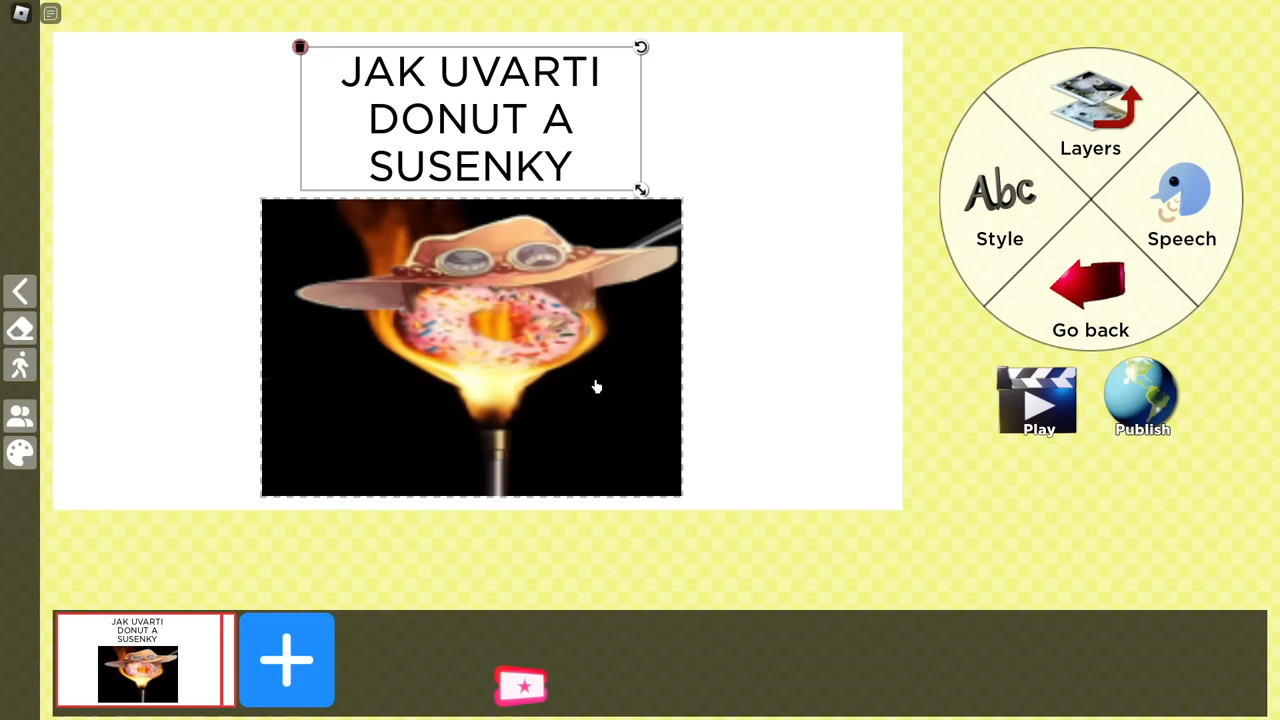 JAK UVARTI
DONUT A
SUSENKY
Layers
Abc
Style
Speech
Go back
Play
Publish
JAK UVARTI
DONUT A
SUSENKY